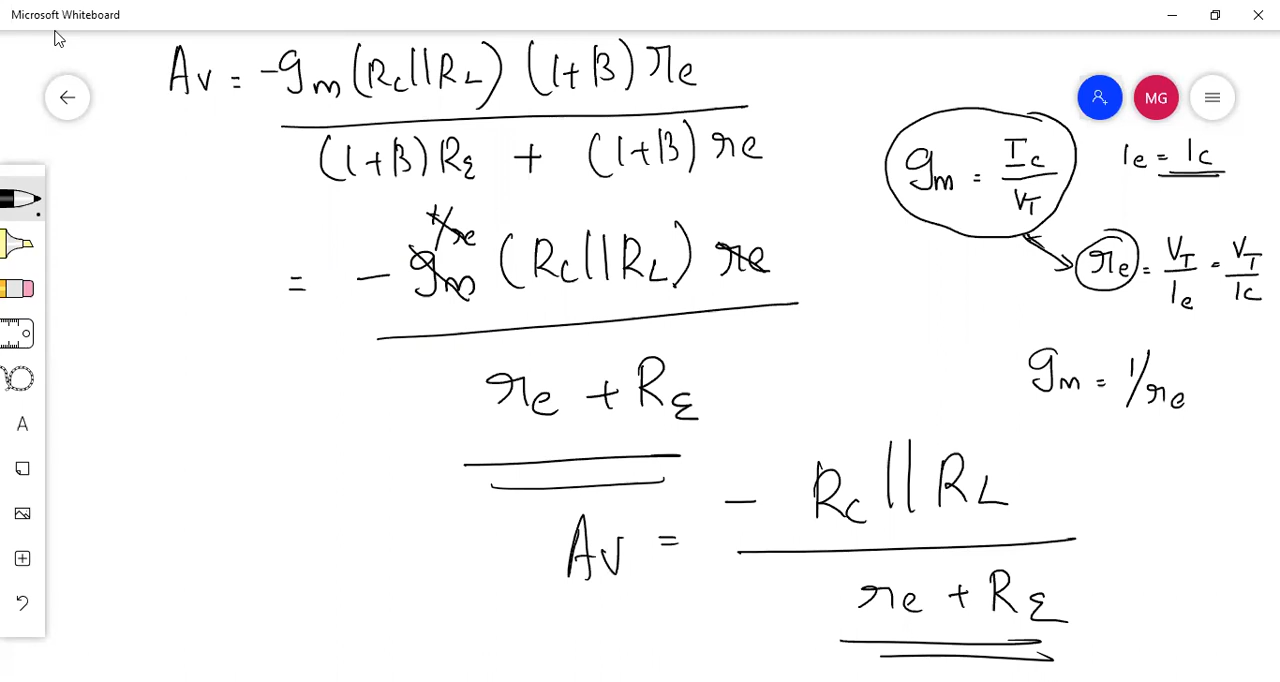 Microsoft Whiteboard
Av = -gm (Rc||RL) (1+β) re
(1+β) RE + (1+β) re
MG
gm = Ic / VT
Ie = Ic
1/re
= - gm (Rc||RL) re
re + RE
re = VT / Ie = VT / Ic
gm = 1/re
A
Av = - Rc || RL
re + RE